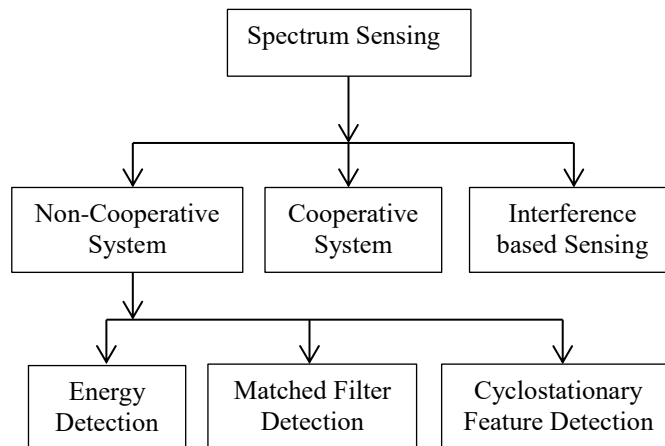 Spectrum Sensing
Non-Cooperative
System
Cooperative
System
Interference
based Sensing
Energy
Detection
Matched Filter
Detection
Cyclostationary
Feature Detection